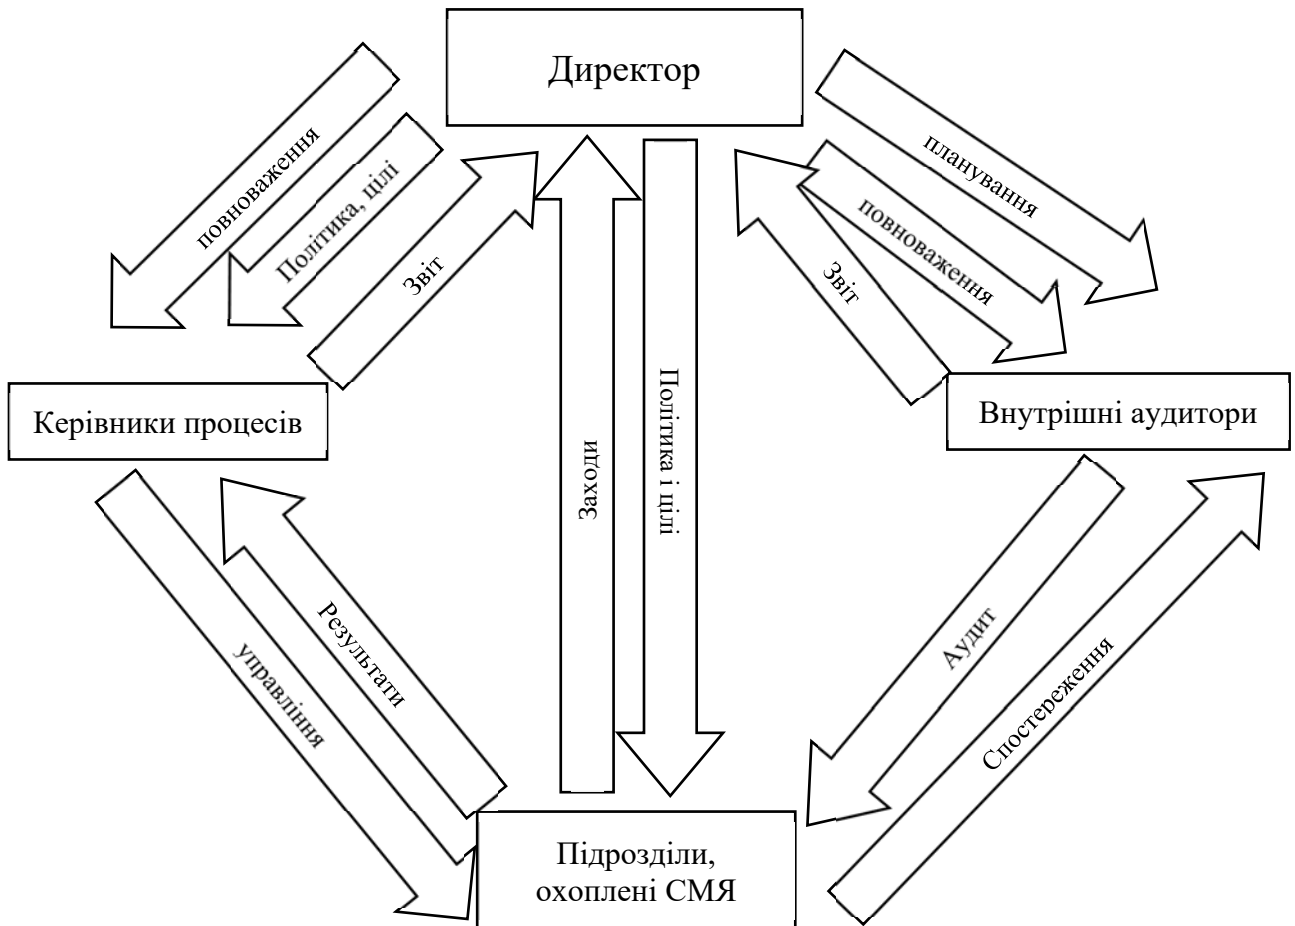 Директор
повноваження
Політика, цілі
Звіт
планування
повноваження
Звіт
Заходи
Політика і цілі
Керівники процесів
Внутрішні аудитори
управління
Результати
Аудит
Спостереження
Підрозділи,
охоплені СМЯ